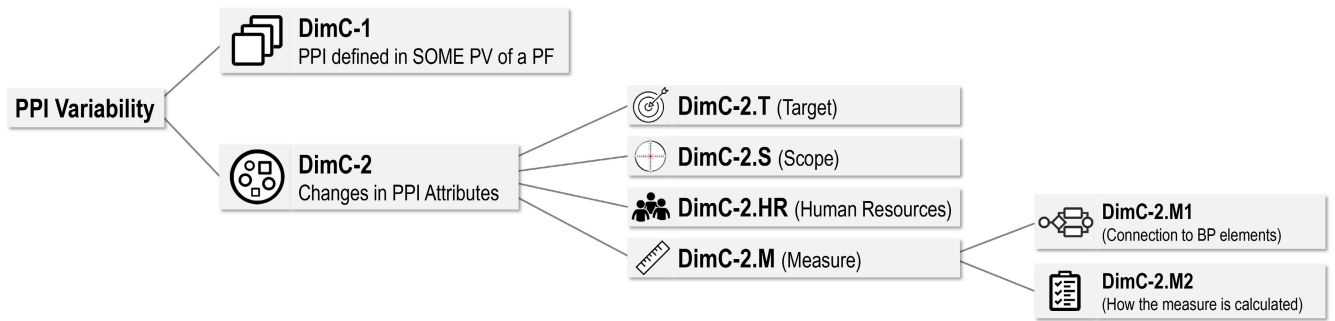 PPI Variability
DimC-1
PPI defined in SOME PV of a PF
DimC-2
Changes in PPI Attributes
DimC-2.T (Target)
DimC-2.S (Scope)
DimC-2.HR (Human Resources)
DimC-2.M (Measure)
DimC-2.M1
(Connection to BP elements)
DimC-2.M2
(How the measure is calculated)